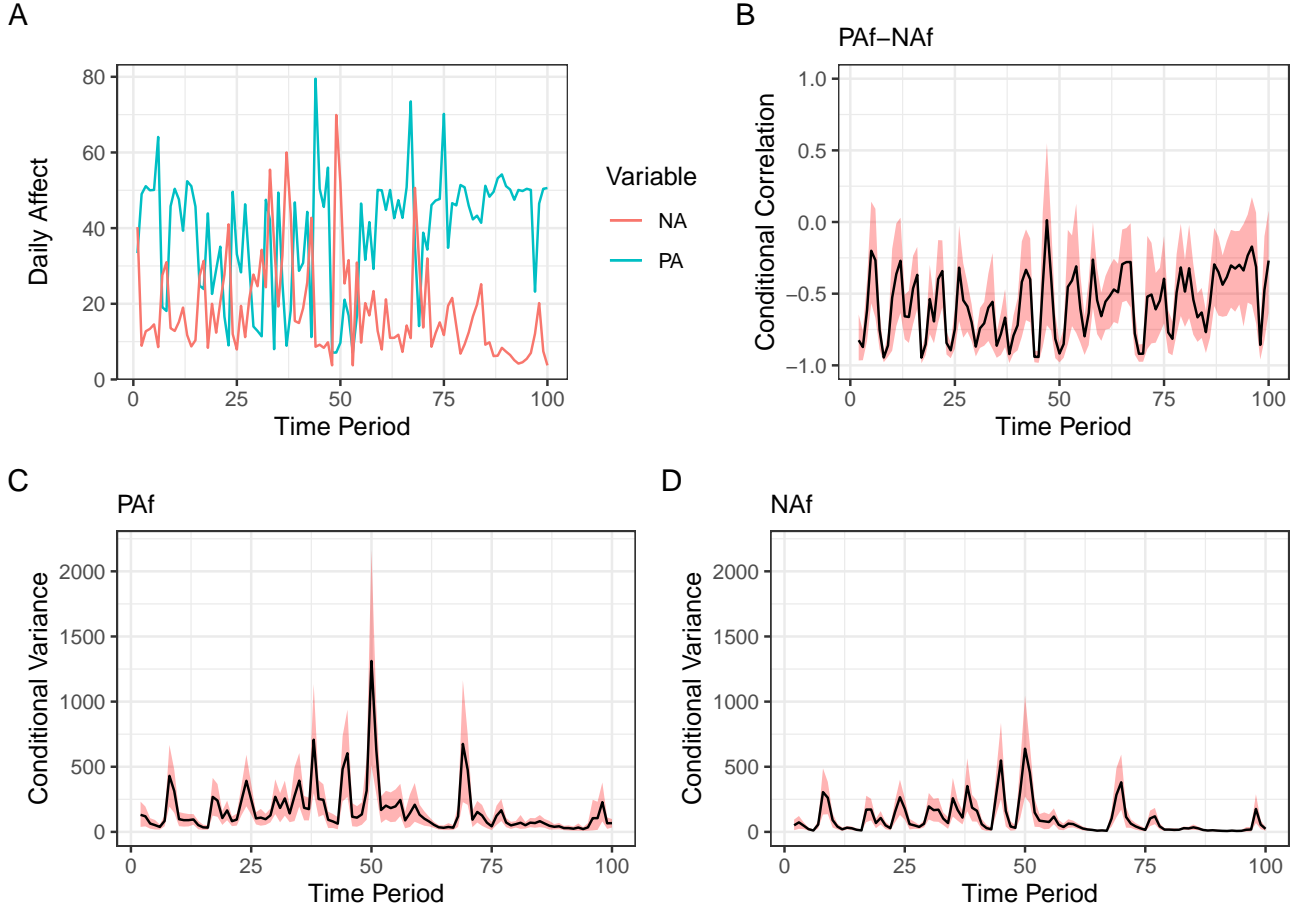 A
80
60
40
20
0
Daily Affect
0
25
50
75
100
Time Period
Variable
NA
PA
B
PAf−NAf
1.0
0.5
0.0
−0.5
−1.0
Conditional Correlation
0
25
50
75
100
Time Period
C
PAf
2000
1500
1000
500
0
Conditional Variance
0
25
50
75
100
Time Period
D
NAf
2000
1500
1000
500
0
Conditional Variance
0
25
50
75
100
Time Period